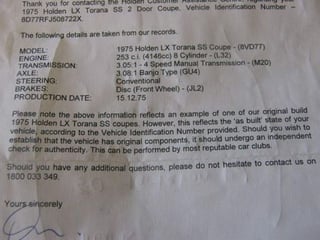 Thank you for contacting the Holden Customer Assistance
1975 Holden LX Torana SS 2 Door Coupe. Vehicle Identification Number –
8D77RFJ508722X.
The following details are taken from our records.
MODEL: 1975 Holden LX Torana SS Coupe - (8VD77)
ENGINE: 253 c.i. (4146cc) 8 Cylinder - (L32)
TRANSMISSION: 3.05:1 - 4 Speed Manual Transmission - (M20)
AXLE: 3.08:1 Banjo Type (GU4)
STEERING: Conventional
BRAKES: Disc (Front Wheel) - (JL2)
PRODUCTION DATE: 15.12.75
Please note the above information reflects an example of one of our original build
1975 Holden LX Torana SS coupes. However, this reflects the 'as built' state of your
vehicle, according to the Vehicle Identification Number provided. Should you wish to
establish that the vehicle has original components, it should undergo an independent
check for authenticity. This can be performed by most reputable car clubs.
Should you have any additional questions, please do not hesitate to contact us on
1800 033 349.
Yours sincerely